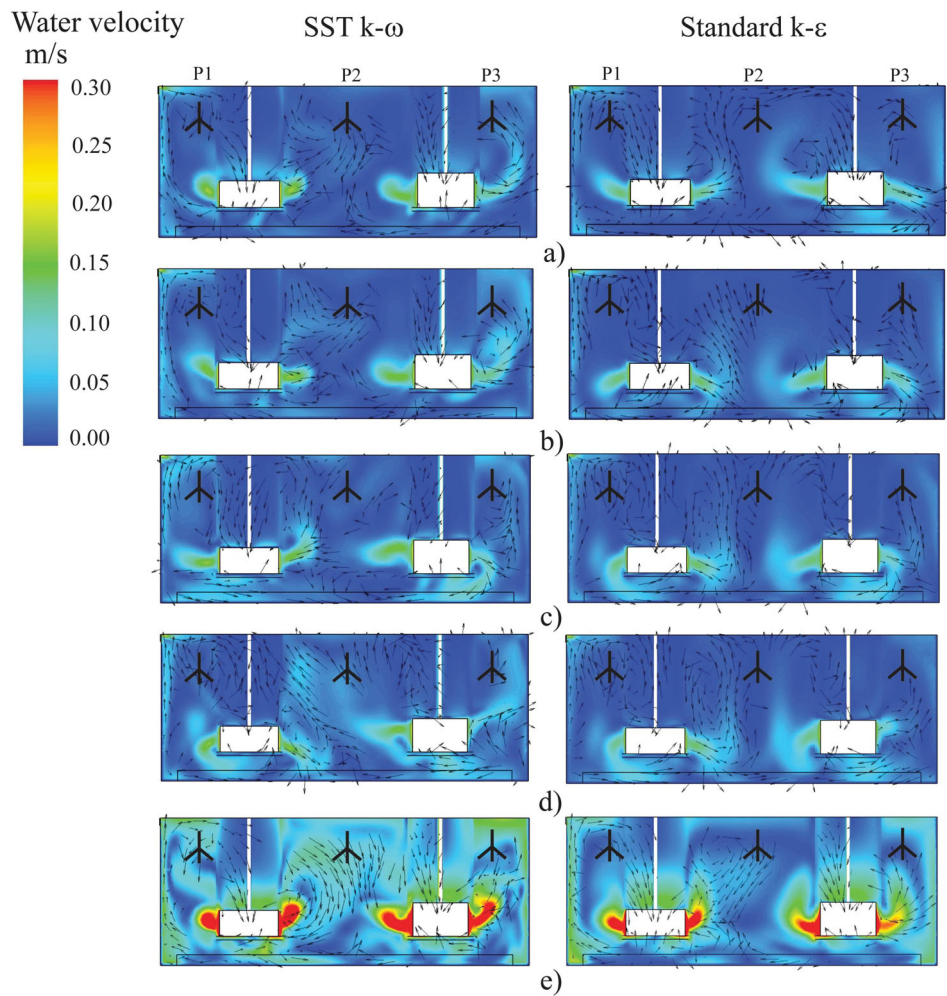 Water velocity
m/s
SST k-ω
Standard k-ε
P1 P2 P3
P1 P2 P3
0.30
0.25
0.20
0.15
0.10
0.05
0.00
a)
b)
c)
d)
e)